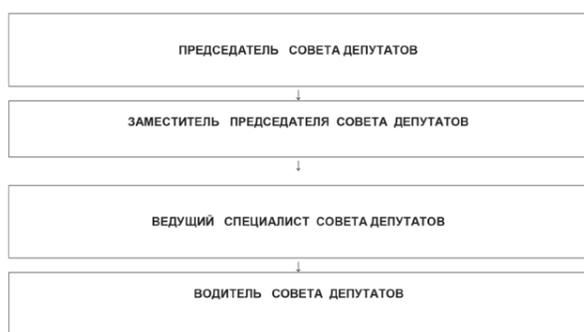 ПРЕДСЕДАТЕЛЬ СОВЕТА ДЕПУТАТОВ
↓
ЗАМЕСТИТЕЛЬ ПРЕДСЕДАТЕЛЯ СОВЕТА ДЕПУТАТОВ
↓
ВЕДУЩИЙ СПЕЦИАЛИСТ СОВЕТА ДЕПУТАТОВ
↓
ВОДИТЕЛЬ СОВЕТА ДЕПУТАТОВ